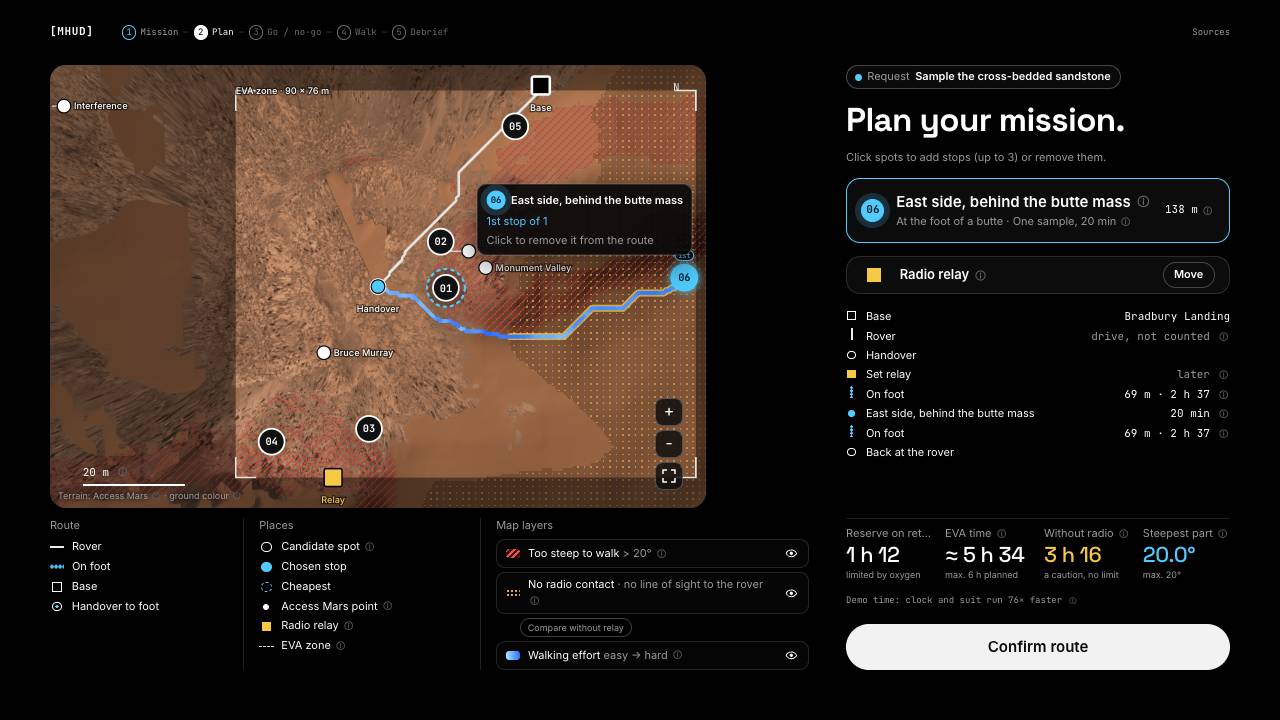 [MHUD]
1 Mission
2 Plan
3 Go / no-go
4 Walk
5 Debrief
Sources
EVA zone · 90 × 76 m
N
Interference
Base
05
06 East side, behind the butte mass
1st stop of 1
Click to remove it from the route
02
1st
Monument Valley
06
01
Handover
Bruce Murray
03
04
+
-
20 m
Relay
Terrain: Access Mars · ground colour
Request Sample the cross-bedded sandstone
Plan your mission.
Click spots to add stops (up to 3) or remove them.
06 East side, behind the butte mass
138 m
At the foot of a butte · One sample, 20 min
Radio relay
Move
Base Bradbury Landing
Rover drive, not counted
Handover
Set relay later
On foot 69 m · 2 h 37
East side, behind the butte mass 20 min
On foot 69 m · 2 h 37
Back at the rover
Reserve on ret...
1 h 12
limited by oxygen
EVA time
≈ 5 h 34
max. 6 h planned
Without radio
3 h 16
a caution, no limit
Steepest part
20.0°
max. 20°
Demo time: clock and suit run 76× faster
Confirm route
Route
Rover
On foot
Base
Handover to foot
Places
Candidate spot
Chosen stop
Cheapest
Access Mars point
Radio relay
EVA zone
Map layers
Too steep to walk > 20°
No radio contact · no line of sight to the rover
Compare without relay
Walking effort easy → hard